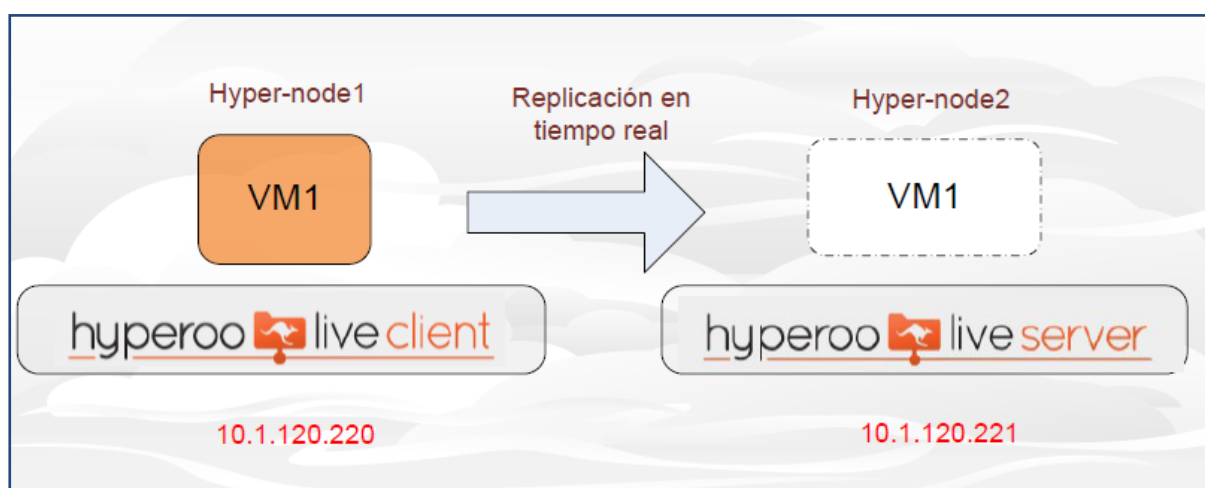 Hyper-node1
Replicación en
tiempo real
Hyper-node2
VM1
VM1
hyperoo live client
hyperoo live server
10.1.120.220
10.1.120.221